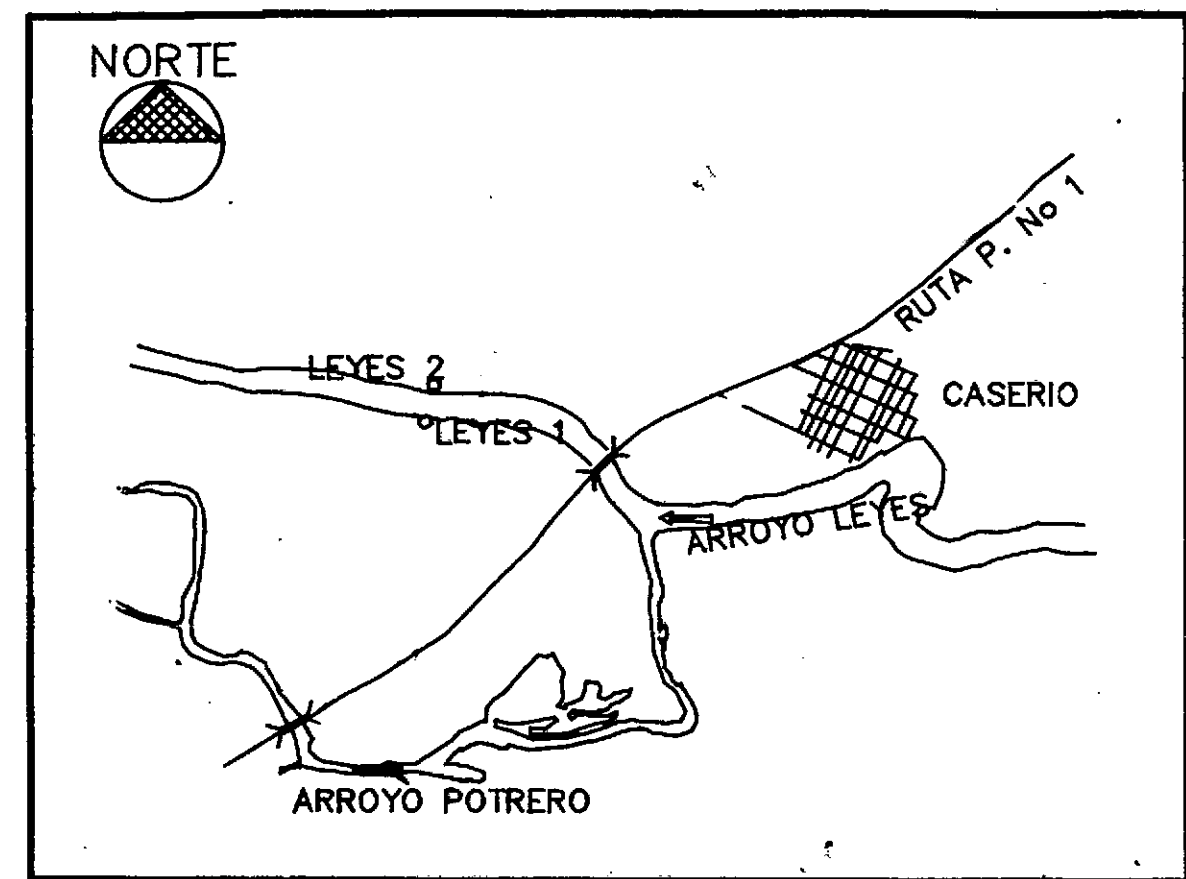 NORTE
RUTA P. No 1
LEYES 2
CASERIO
LEYES 1
ARROYO LEYES
ARROYO POTRERO